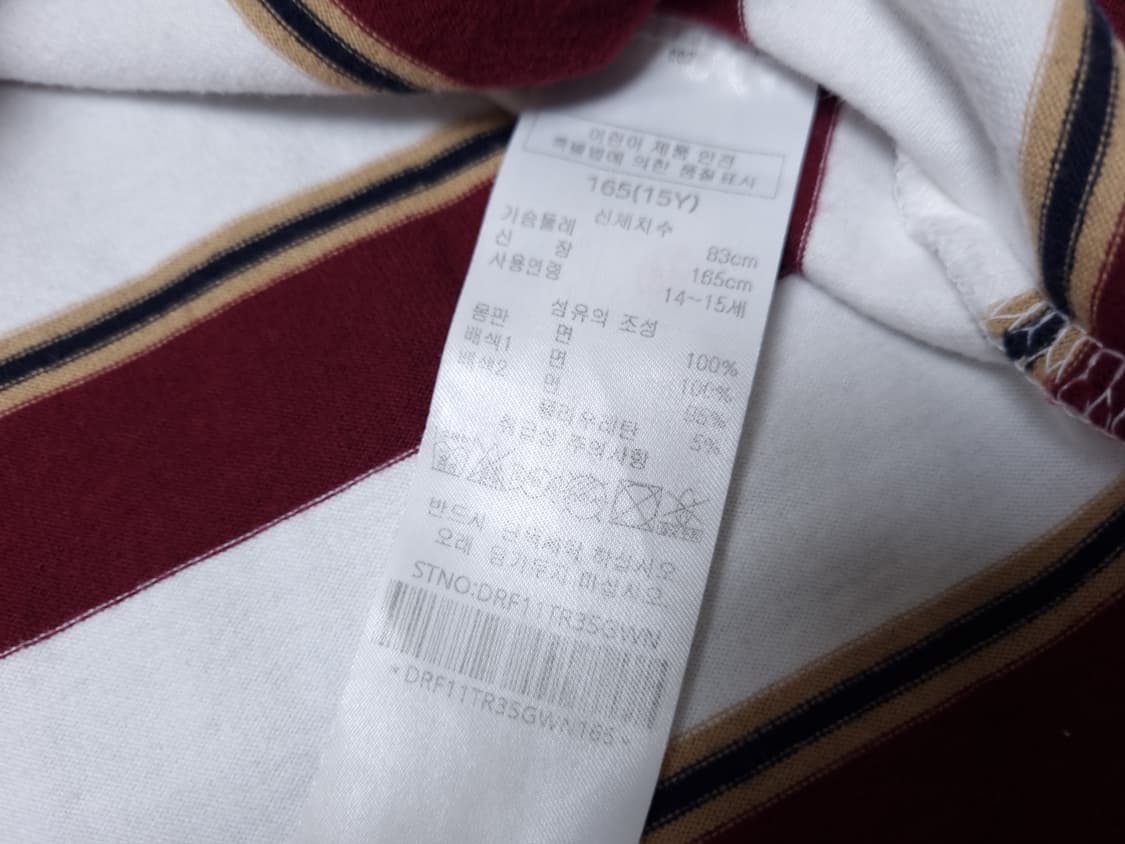 어린이 제품 안전
특별법에 의한 품질표시
165(15Y)
신체치수
가슴둘레 83cm
신 장 165cm
사용연령 14~15세
섬유의 조성
몸판 면 100%
배색1 면 100%
배색2 면 95%
폴리우레탄 5%
취급상 주의사항
반드시 단독세탁 하십시오
오래 담가두지 마십시오.
STNO:DRF11TR35GWN
*DRF11TR35GWN165*